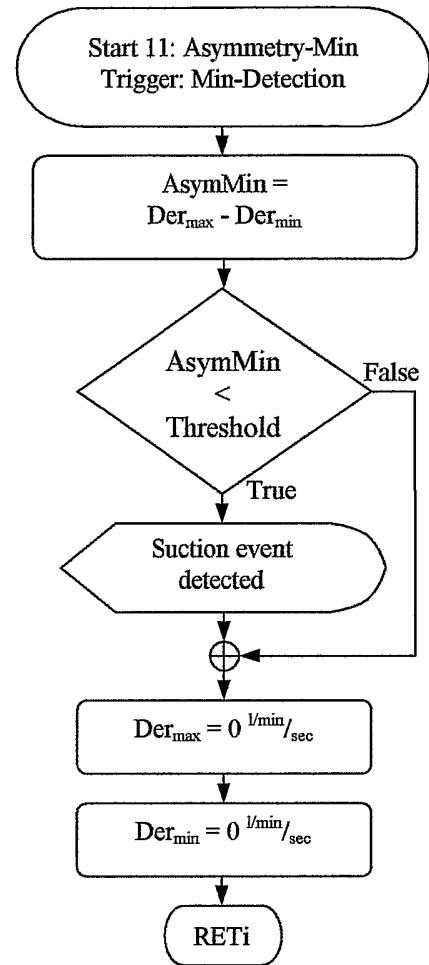 Start 11: Asymmetry-Min
Trigger: Min-Detection
AsymMin =
Der_max - Der_min
AsymMin
<
Threshold
False
True
Suction event
detected
Der_max = 0 l/min/sec
Der_min = 0 l/min/sec
RETi